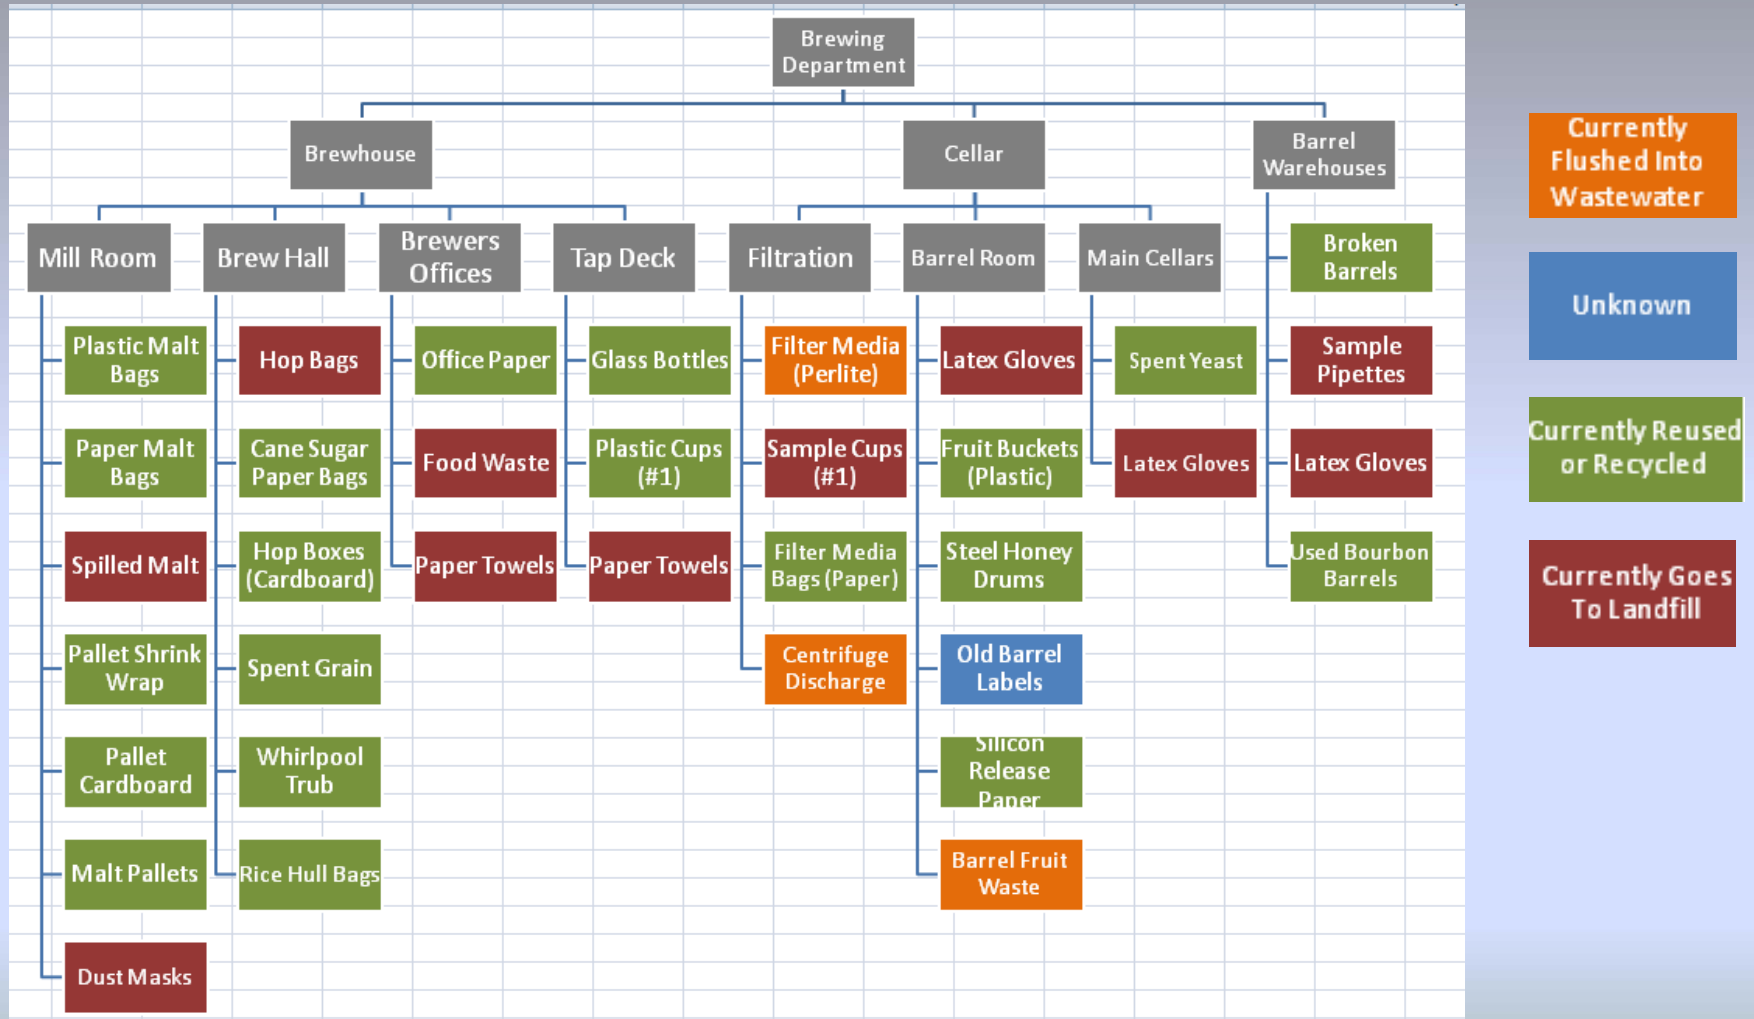 Brewing
Department
Brewhouse
Cellar
Barrel
Warehouses
Mill Room
Brew Hall
Brewers
Offices
Tap Deck
Filtration
Barrel Room
Main Cellars
Broken
Barrels
Plastic Malt
Bags
Hop Bags
Office Paper
Glass Bottles
Filter Media
(Perlite)
Latex Gloves
Spent Yeast
Sample
Pipettes
Paper Malt
Bags
Cane Sugar
Paper Bags
Food Waste
Plastic Cups
(#1)
Sample Cups
(#1)
Fruit Buckets
(Plastic)
Latex Gloves
Latex Gloves
Spilled Malt
Hop Boxes
(Cardboard)
Paper Towels
Paper Towels
Filter Media
Bags (Paper)
Steel Honey
Drums
Used Bourbon
Barrels
Pallet Shrink
Wrap
Spent Grain
Centrifuge
Discharge
Old Barrel
Labels
Pallet
Cardboard
Whirlpool
Trub
Silicon
Release
Paper
Malt Pallets
Rice Hull Bags
Barrel Fruit
Waste
Dust Masks
Currently
Flushed Into
Wastewater
Unknown
Currently Reused
or Recycled
Currently Goes
To Landfill